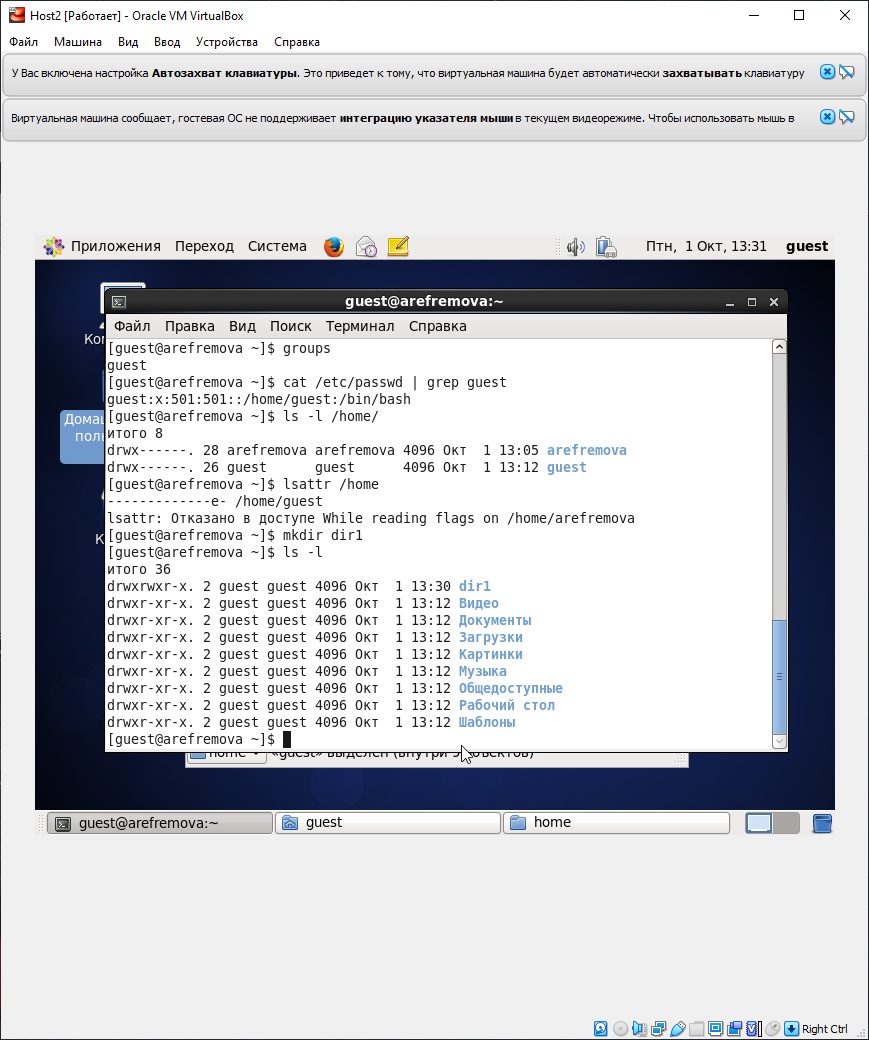 Host2 [Работает] - Oracle VM VirtualBox
Файл Машина Вид Ввод Устройства Справка
У Вас включена настройка Автозахват клавиатуры. Это приведет к тому, что виртуальная машина будет автоматически захватывать клавиатуру
Виртуальная машина сообщает, гостевая ОС не поддерживает интеграцию указателя мыши в текущем видеорежиме. Чтобы использовать мышь в
Приложения Переход Система Птн, 1 Окт, 13:31 guest
guest@arefremova:~
Файл Правка Вид Поиск Терминал Справка
[guest@arefremova ~]$ groups
guest
[guest@arefremova ~]$ cat /etc/passwd | grep guest
guest:x:501:501::/home/guest:/bin/bash
[guest@arefremova ~]$ ls -l /home/
итого 8
drwx------. 28 arefremova arefremova 4096 Окт  1 13:05 arefremova
drwx------. 26 guest      guest      4096 Окт  1 13:12 guest
[guest@arefremova ~]$ lsattr /home
-------------e- /home/guest
lsattr: Отказано в доступе While reading flags on /home/arefremova
[guest@arefremova ~]$ mkdir dir1
[guest@arefremova ~]$ ls -l
итого 36
drwxrwxr-x. 2 guest guest 4096 Окт  1 13:30 dir1
drwxr-xr-x. 2 guest guest 4096 Окт  1 13:12 Видео
drwxr-xr-x. 2 guest guest 4096 Окт  1 13:12 Документы
drwxr-xr-x. 2 guest guest 4096 Окт  1 13:12 Загрузки
drwxr-xr-x. 2 guest guest 4096 Окт  1 13:12 Картинки
drwxr-xr-x. 2 guest guest 4096 Окт  1 13:12 Музыка
drwxr-xr-x. 2 guest guest 4096 Окт  1 13:12 Общедоступные
drwxr-xr-x. 2 guest guest 4096 Окт  1 13:12 Рабочий стол
drwxr-xr-x. 2 guest guest 4096 Окт  1 13:12 Шаблоны
[guest@arefremova ~]$
home «guest» выделен (внутри
guest@arefremova:~ guest home
Right Ctrl